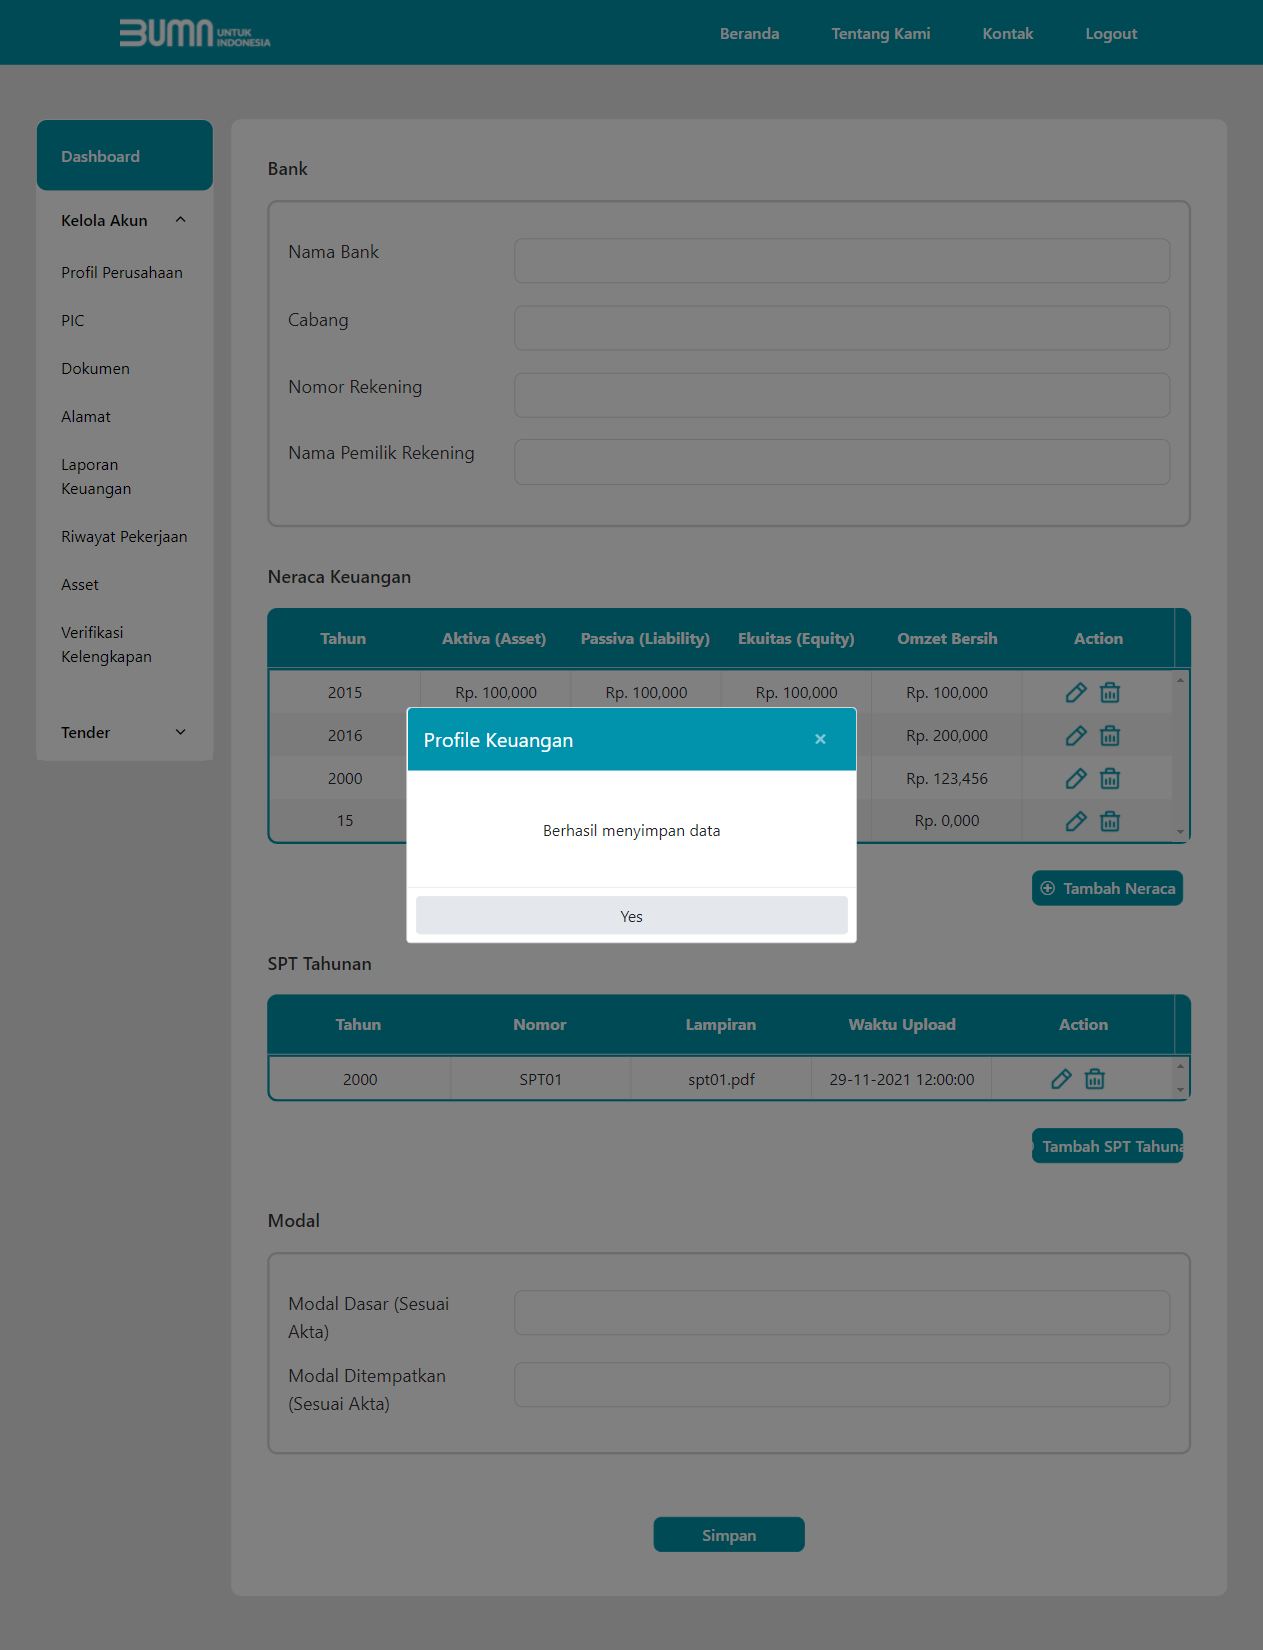 BUMN UNTUK INDONESIA
Beranda Tentang Kami Kontak Logout
Dashboard
Kelola Akun
Profil Perusahaan
PIC
Dokumen
Alamat
Laporan
Keuangan
Riwayat Pekerjaan
Asset
Verifikasi
Kelengkapan
Tender
Bank
Nama Bank
Cabang
Nomor Rekening
Nama Pemilik Rekening
Neraca Keuangan
Tahun Aktiva (Asset) Passiva (Liability) Ekuitas (Equity) Omzet Bersih Action
2015 Rp. 100,000 Rp. 100,000 Rp. 100,000 Rp. 100,000
2016 Rp. 200,000
2000 Rp. 123,456
15 Rp. 0,000
Profile Keuangan ×
Berhasil menyimpan data
Yes
Tambah Neraca
SPT Tahunan
Tahun Nomor Lampiran Waktu Upload Action
2000 SPT01 spt01.pdf 29-11-2021 12:00:00
Tambah SPT Tahuna
Modal
Modal Dasar (Sesuai
Akta)
Modal Ditempatkan
(Sesuai Akta)
Simpan